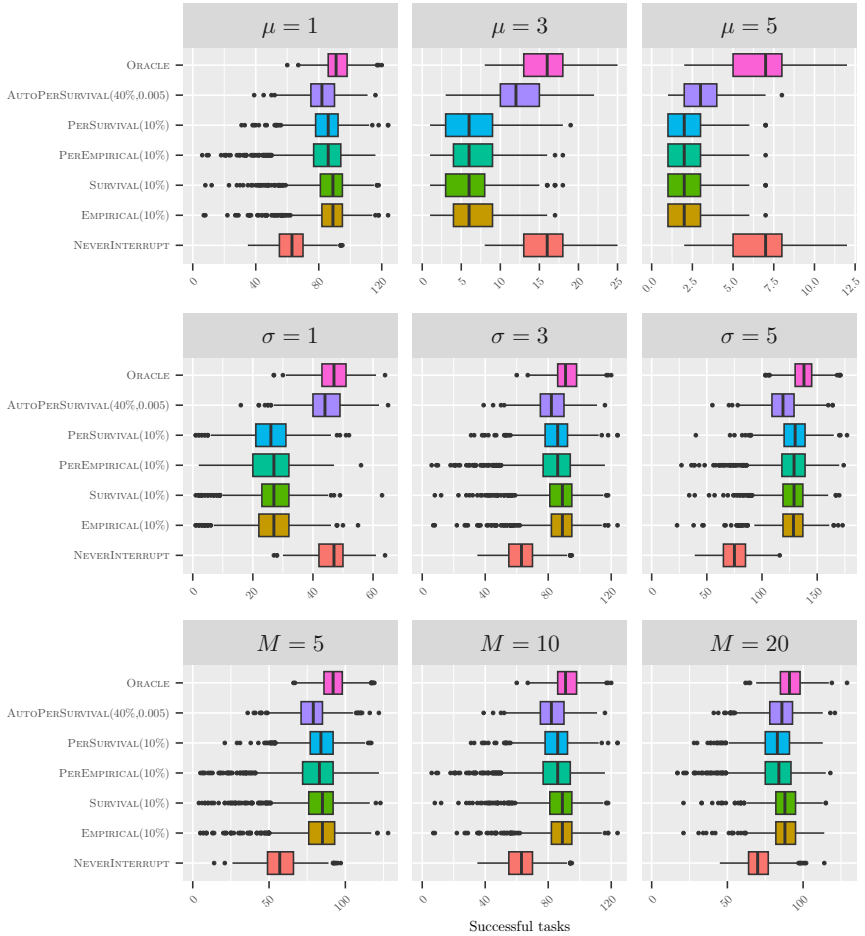 μ = 1
μ = 3
μ = 5
ORACLE
AUTOPERSURVIVAL(40%,0.005)
PERSURVIVAL(10%)
PEREMPIRICAL(10%)
SURVIVAL(10%)
EMPIRICAL(10%)
NEVERINTERRUPT
0 40 80 120
0 5 10 15 20 25
0.0 2.5 5.0 7.5 10.0 12.5
σ = 1
σ = 3
σ = 5
ORACLE
AUTOPERSURVIVAL(40%,0.005)
PERSURVIVAL(10%)
PEREMPIRICAL(10%)
SURVIVAL(10%)
EMPIRICAL(10%)
NEVERINTERRUPT
0 20 40 60
0 40 80 120
0 50 100 150
M = 5
M = 10
M = 20
ORACLE
AUTOPERSURVIVAL(40%,0.005)
PERSURVIVAL(10%)
PEREMPIRICAL(10%)
SURVIVAL(10%)
EMPIRICAL(10%)
NEVERINTERRUPT
0 50 100
0 40 80 120
0 50 100
Successful tasks